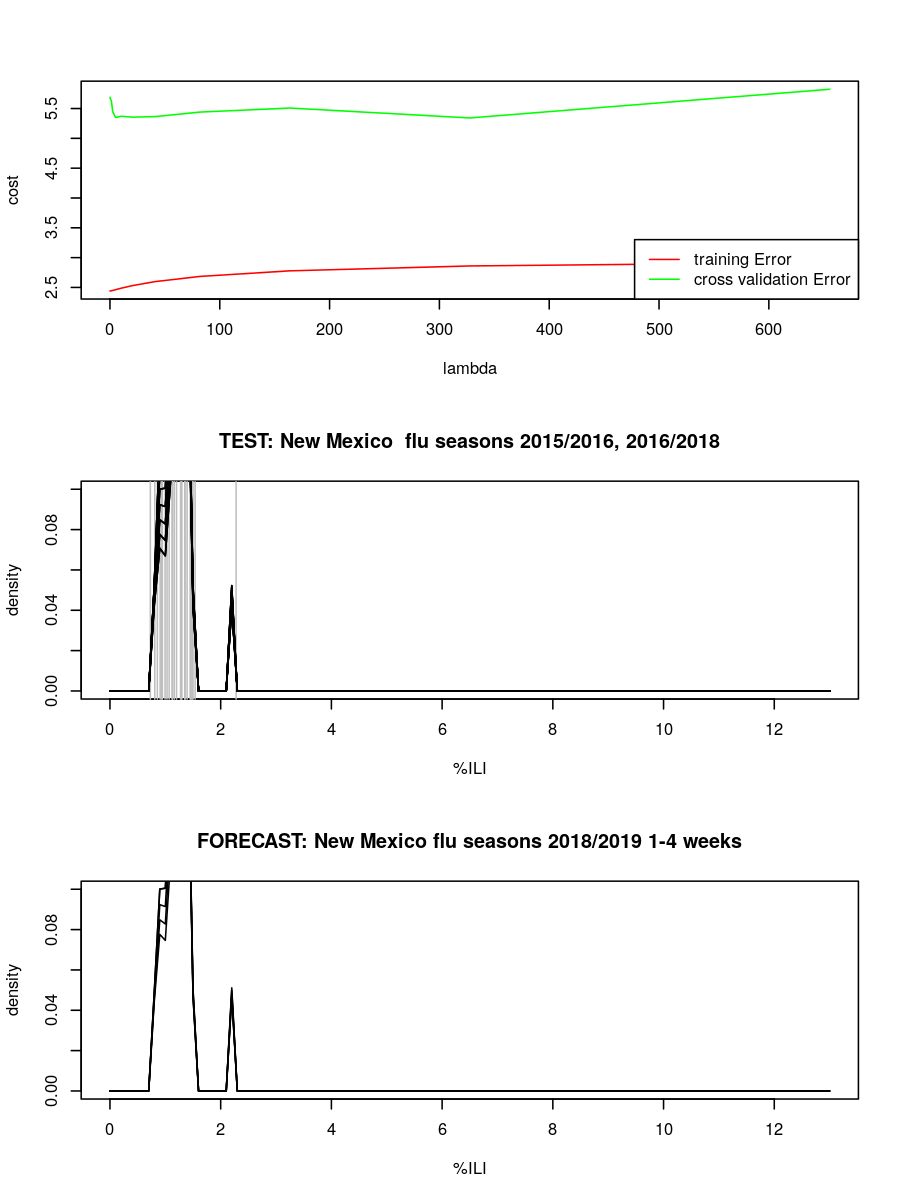 5.5
4.5
3.5
2.5
cost
training Error
cross validation Error
0 100 200 300 400 500 600
lambda
TEST: New Mexico  flu seasons 2015/2016, 2016/2018
0.08
0.04
0.00
density
0 2 4 6 8 10 12
%ILI
FORECAST: New Mexico flu seasons 2018/2019 1-4 weeks
0.08
0.04
0.00
density
0 2 4 6 8 10 12
%ILI